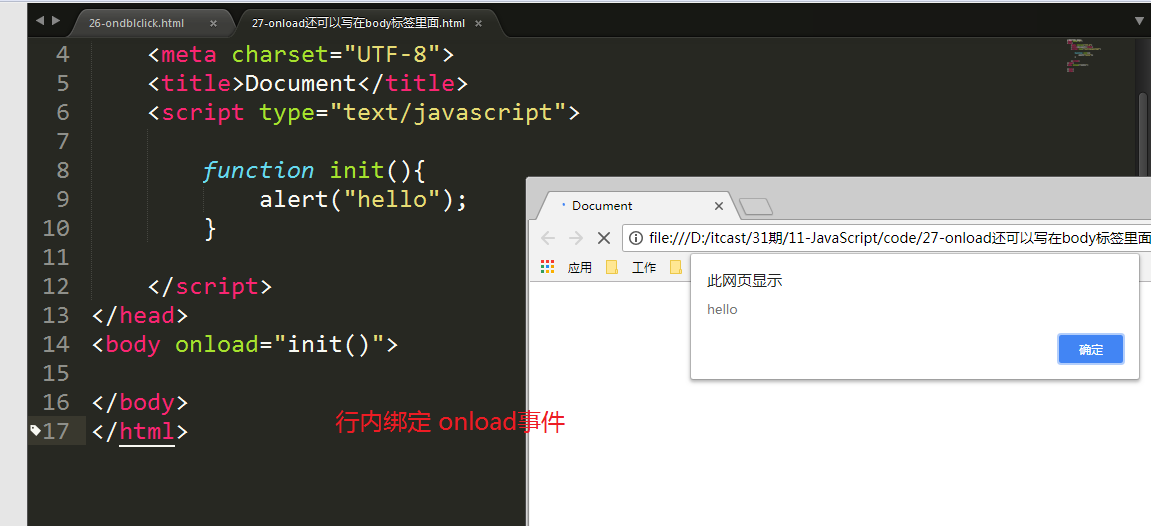 26-ondblclick.html × 27-onload还可以写在body标签里面.html ×
4 <meta charset="UTF-8">
5 <title>Document</title>
6 <script type="text/javascript">
7
8 function init(){
9 alert("hello");
10 }
11
12 </script>
13 </head>
14 <body onload="init()">
15
16 </body>
17 </html>
行内绑定 onload事件
Document
file:///D:/itcast/31期/11-JavaScript/code/27-onload还可以写在body标签里面
应用 工作
此网页显示
hello
确定